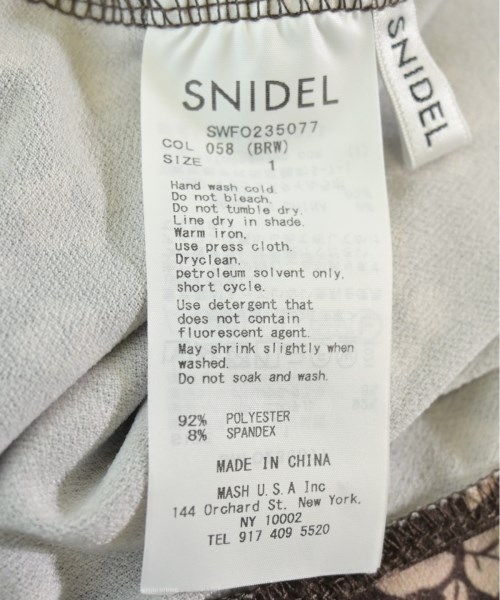 SNIDEL
SNIDEL
SWFO235077
COL 058 (BRW)
SIZE 1
Hand wash cold.
Do not bleach.
Do not tumble dry.
Line dry in shade.
Warm iron,
use press cloth.
Dryclean,
petroleum solvent only.
short cycle.
Use detergent that
does not contain
fluorescent agent.
May shrink slightly when
washed.
Do not soak and wash.
92% POLYESTER
8% SPANDEX
MADE IN CHINA
MASH U.S.A Inc
144 Orchard St. New York.
NY 10002
TEL 917 409 5520